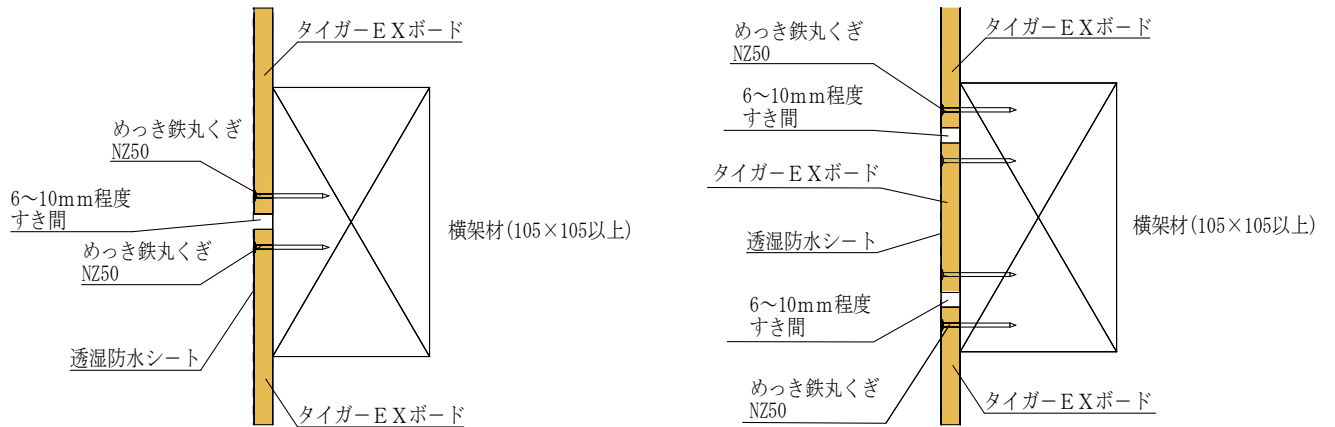 タイガーEXボード
めっき鉄丸くぎ
NZ50
6〜10mm程度
すき間
めっき鉄丸くぎ
NZ50
横架材(105×105以上)
透湿防水シート
タイガーEXボード
めっき鉄丸くぎ
NZ50
タイガーEXボード
6〜10mm程度
すき間
タイガーEXボード
横架材(105×105以上)
透湿防水シート
6〜10mm程度
すき間
めっき鉄丸くぎ
NZ50
タイガーEXボード